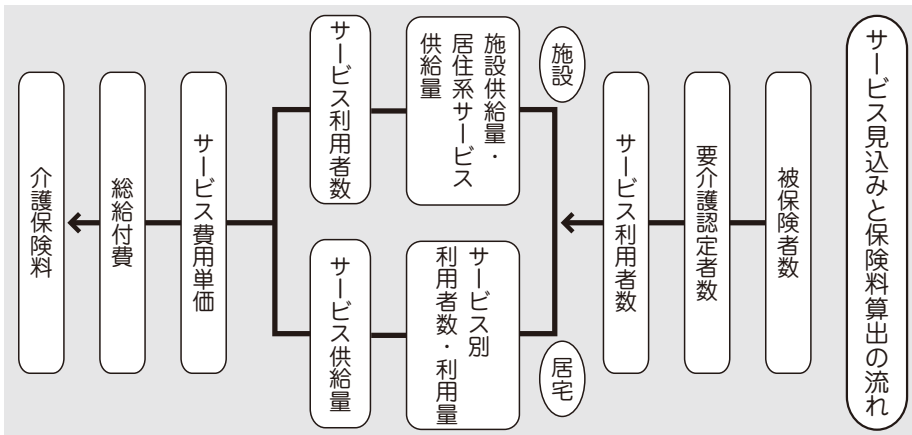 サービス見込みと保険料算出の流れ
被保険者数
要介護認定者数
サービス利用者数
施設
施設供給量・
居住系サービス
供給量
サービス利用者数
居宅
サービス別
利用者数・利用量
サービス供給量
サービス費用単価
総給付費
介護保険料